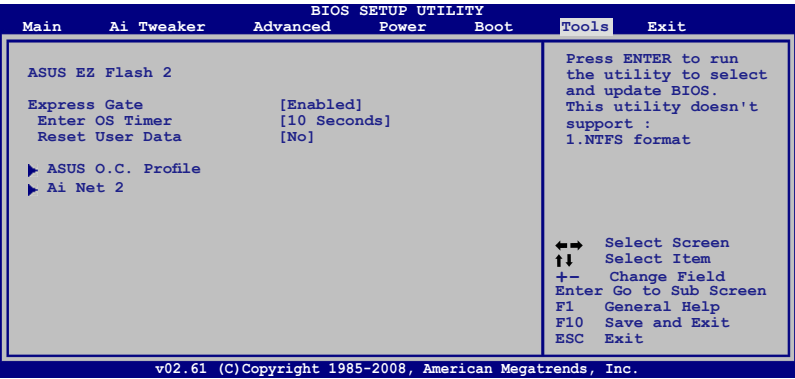 BIOS SETUP UTILITY
Main Ai Tweaker Advanced Power Boot Tools Exit
ASUS EZ Flash 2
Express Gate [Enabled]
Enter OS Timer [10 Seconds]
Reset User Data [No]
ASUS O.C. Profile
Ai Net 2
Press ENTER to run
the utility to select
and update BIOS.
This utility doesn't
support :
1.NTFS format
←→ Select Screen
↑↓ Select Item
+- Change Field
Enter Go to Sub Screen
F1 General Help
F10 Save and Exit
ESC Exit
v02.61 (C)Copyright 1985-2008, American Megatrends, Inc.